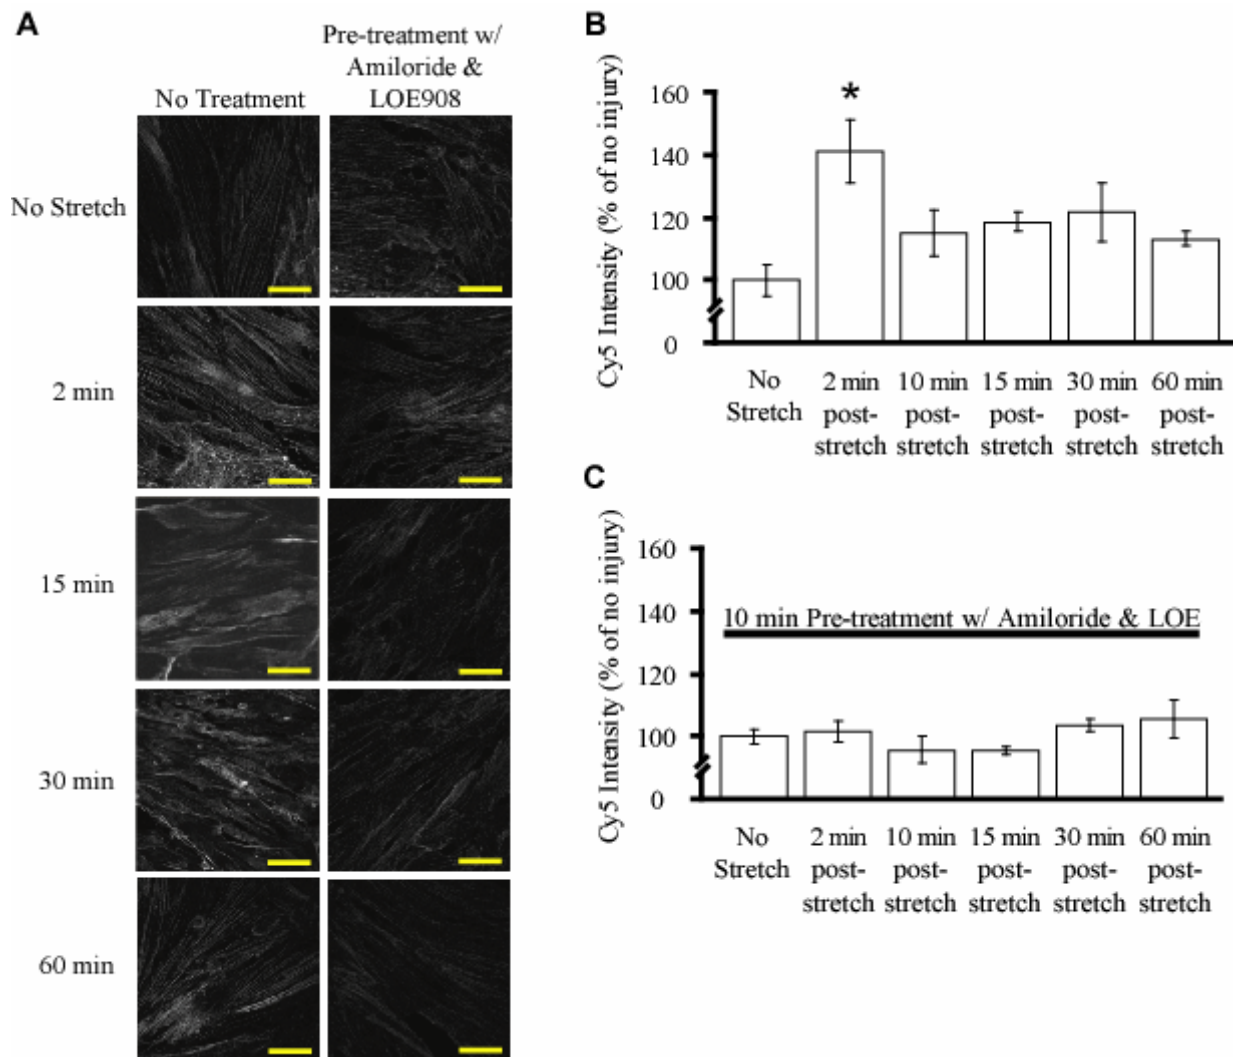 A
No Treatment
Pre-treatment w/
Amiloride &
LOE908
No Stretch
2 min
15 min
30 min
60 min
B
Cy5 Intensity (% of no injury)
160
140
120
100
0
*
No
Stretch
2 min
post-
stretch
10 min
post-
stretch
15 min
post-
stretch
30 min
post-
stretch
60 min
post-
stretch
C
Cy5 Intensity (% of no injury)
160
140
120
100
0
10 min Pre-treatment w/ Amiloride & LOE
No
Stretch
2 min
post-
stretch
10 min
post-
stretch
15 min
post-
stretch
30 min
post-
stretch
60 min
post-
stretch